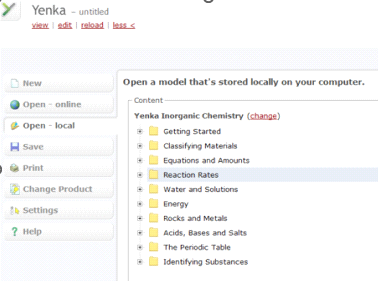 Yenka – untitled
view | edit | reload | less <
New
Open - online
Open - local
Save
Print
Change Product
Settings
Help
Open a model that's stored locally on your computer.
Content
Yenka Inorganic Chemistry (change)
Getting Started
Classifying Materials
Equations and Amounts
Reaction Rates
Water and Solutions
Energy
Rocks and Metals
Acids, Bases and Salts
The Periodic Table
Identifying Substances